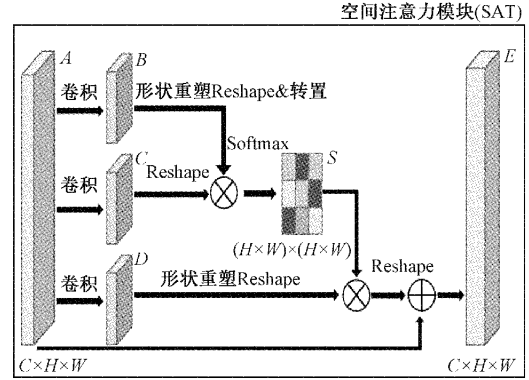 空间注意力模块(SAT)
A
B
E
卷积
形状重塑Reshape&转置
Softmax
C
S
卷积
Reshape
(H×W)×(H×W)
D
卷积
形状重塑Reshape
Reshape
C×H×W
C×H×W